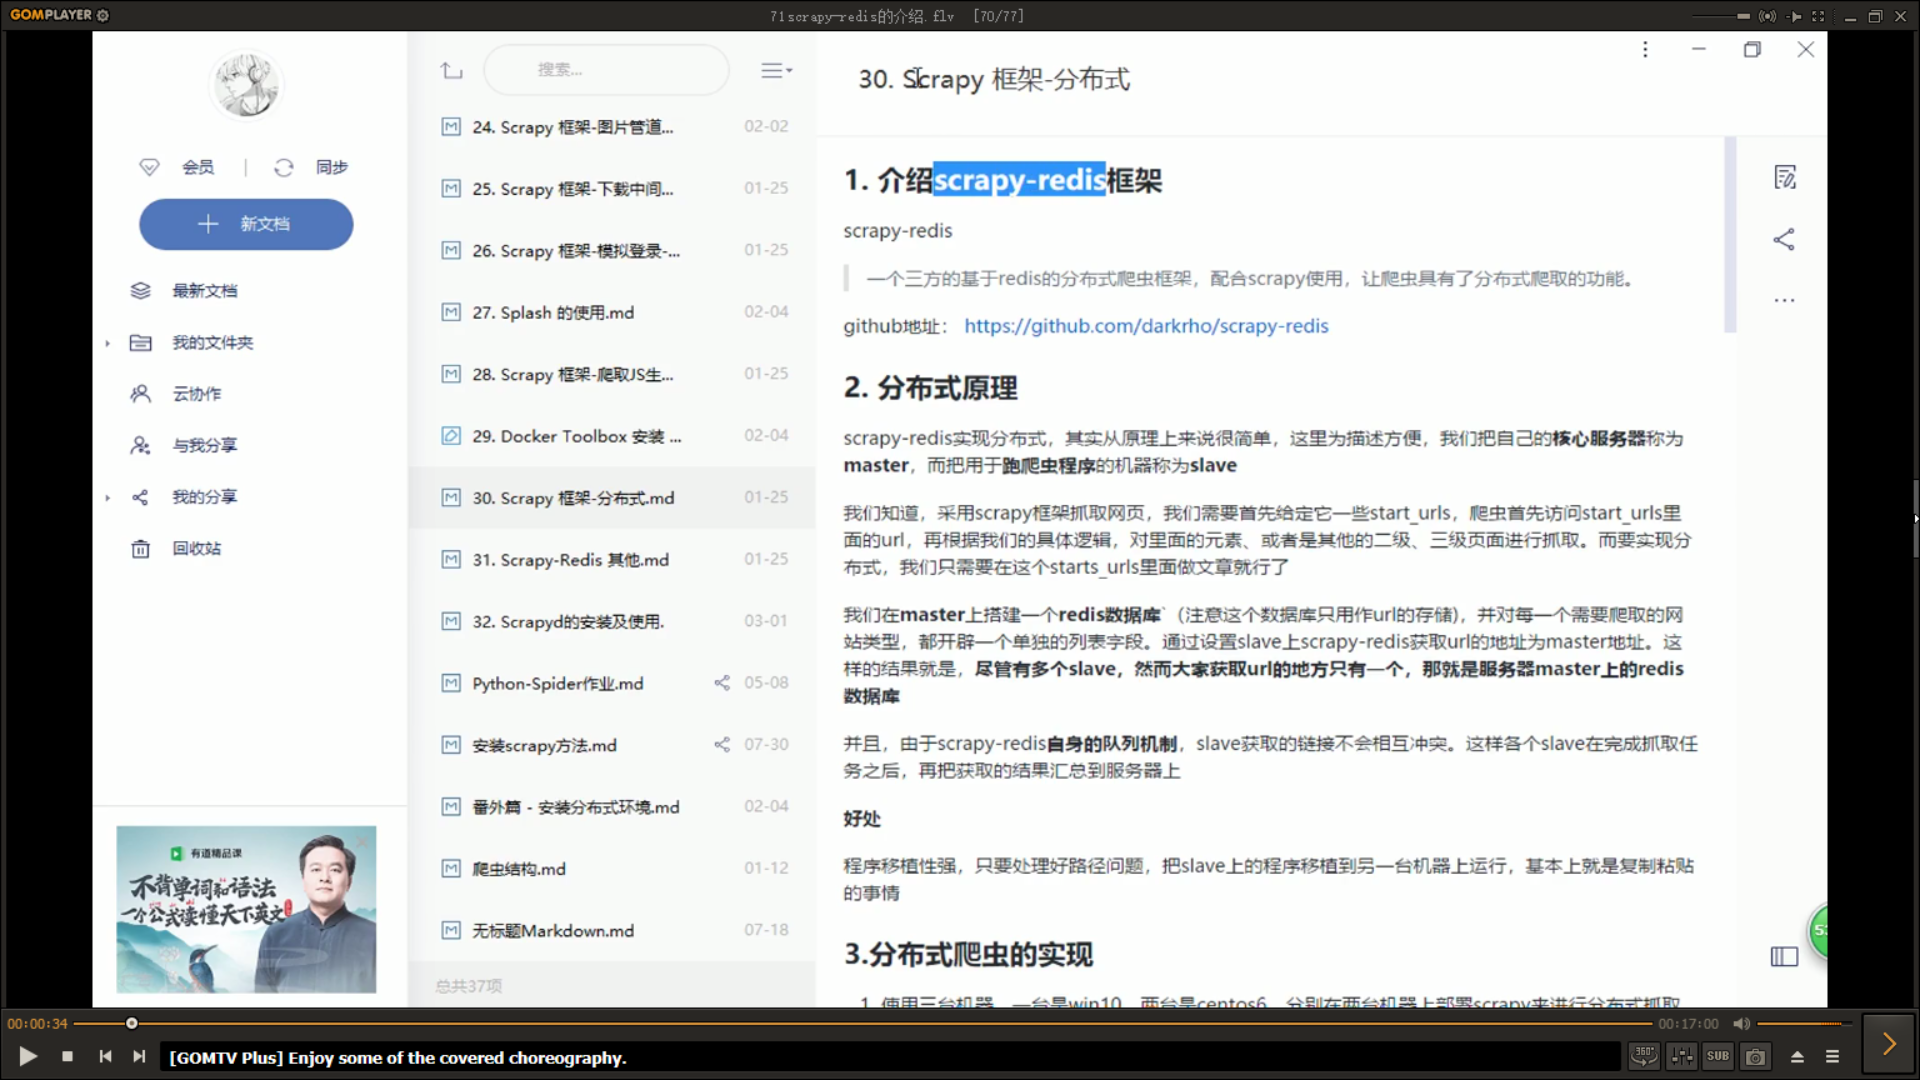 GOMPLAYER
71scrapy-redis的介绍.flv [70/77]
会员
同步
新文档
最新文档
我的文件夹
云协作
与我分享
我的分享
回收站
有道精品课
不背单词和语法
一个公式读懂天下英文
搜索...
24. Scrapy 框架-图片管道... 02-02
25. Scrapy 框架-下载中间... 01-25
26. Scrapy 框架-模拟登录-... 01-25
27. Splash 的使用.md 02-04
28. Scrapy 框架-爬取JS生... 01-25
29. Docker Toolbox 安装 ... 02-04
30. Scrapy 框架-分布式.md 01-25
31. Scrapy-Redis 其他.md 01-25
32. Scrapyd的安装及使用. 03-01
Python-Spider作业.md 05-08
安装scrapy方法.md 07-30
番外篇 - 安装分布式环境.md 02-04
爬虫结构.md 01-12
无标题Markdown.md 07-18
总共37项
30. Scrapy 框架-分布式
1. 介绍scrapy-redis框架
scrapy-redis
一个三方的基于redis的分布式爬虫框架，配合scrapy使用，让爬虫具有了分布式爬取的功能。
github地址： https://github.com/darkrho/scrapy-redis
2. 分布式原理
scrapy-redis实现分布式，其实从原理上来说很简单，这里为描述方便，我们把自己的核心服务器称为
master，而把用于跑爬虫程序的机器称为slave
我们知道，采用scrapy框架抓取网页，我们需要首先给定它一些start_urls，爬虫首先访问start_urls里
面的url，再根据我们的具体逻辑，对里面的元素、或者是其他的二级、三级页面进行抓取。而要实现分
布式，我们只需要在这个starts_urls里面做文章就行了
我们在master上搭建一个redis数据库`（注意这个数据库只用作url的存储)，并对每一个需要爬取的网
站类型，都开辟一个单独的列表字段。通过设置slave上scrapy-redis获取url的地址为master地址。这
样的结果就是，尽管有多个slave，然而大家获取url的地方只有一个，那就是服务器master上的redis
数据库
并且，由于scrapy-redis自身的队列机制，slave获取的链接不会相互冲突。这样各个slave在完成抓取任
务之后，再把获取的结果汇总到服务器上
好处
程序移植性强，只要处理好路径问题，把slave上的程序移植到另一台机器上运行，基本上就是复制粘贴
的事情
3.分布式爬虫的实现
1. 使用三台机器，一台是win10，两台是centos6，分别在两台机器上部署scrapy来进行分布式抓取
00:00:34
00:17:00
[GOMTV Plus] Enjoy some of the covered choreography.
360°
SUB